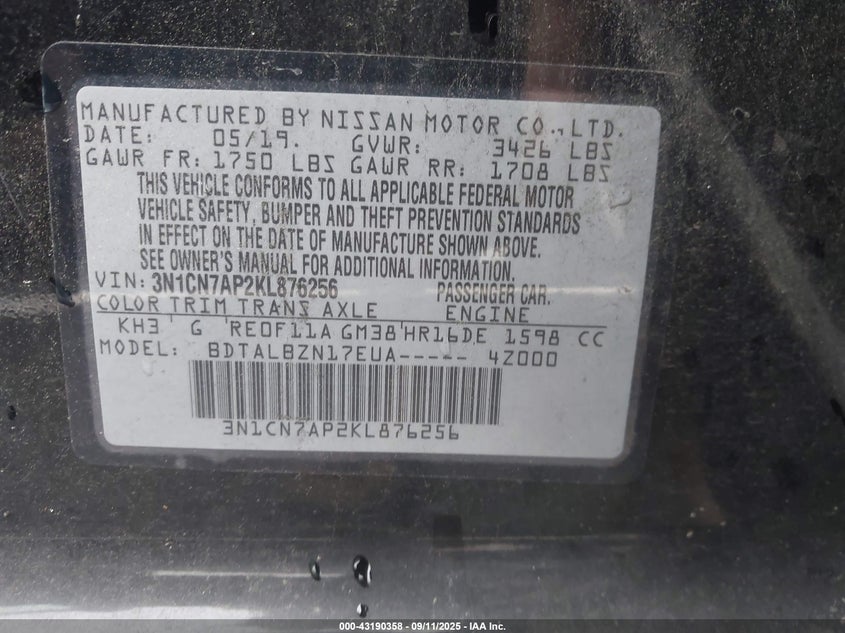 MANUFACTURED BY NISSAN MOTOR CO., LTD.
DATE: 05/19. GVWR: 3426 LBS
GAWR FR: 1750 LBS GAWR RR: 1708 LBS
THIS VEHICLE CONFORMS TO ALL APPLICABLE FEDERAL MOTOR
VEHICLE SAFETY, BUMPER AND THEFT PREVENTION STANDARDS
IN EFFECT ON THE DATE OF MANUFACTURE SHOWN ABOVE.
SEE OWNER'S MANUAL FOR ADDITIONAL INFORMATION.
VIN: 3N1CN7AP2KL876256 PASSENGER CAR.
COLOR TRIM TRANS AXLE ENGINE
KH3 G RE0F11A GM38 HR16DE 1598 CC
MODEL: BDTALBZN17EUA----- 4Z000
3N1CN7AP2KL876256
000-43190358 - 09/11/2025 - IAA Inc.